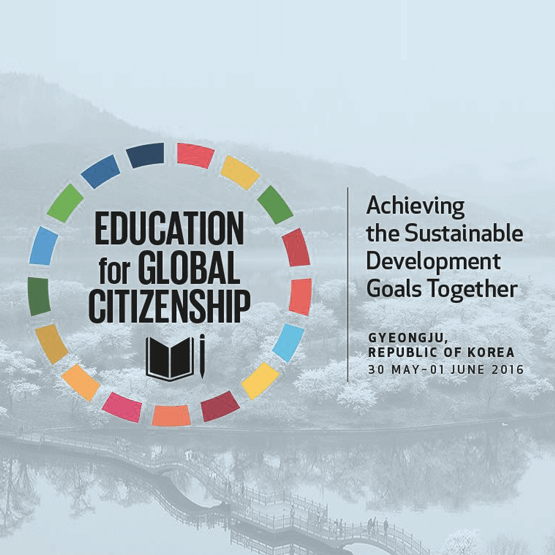 EDUCATION
for GLOBAL
CITIZENSHIP
Achieving
the Sustainable
Development
Goals Together
GYEONGJU,
REPUBLIC OF KOREA
30 MAY–01 JUNE 2016